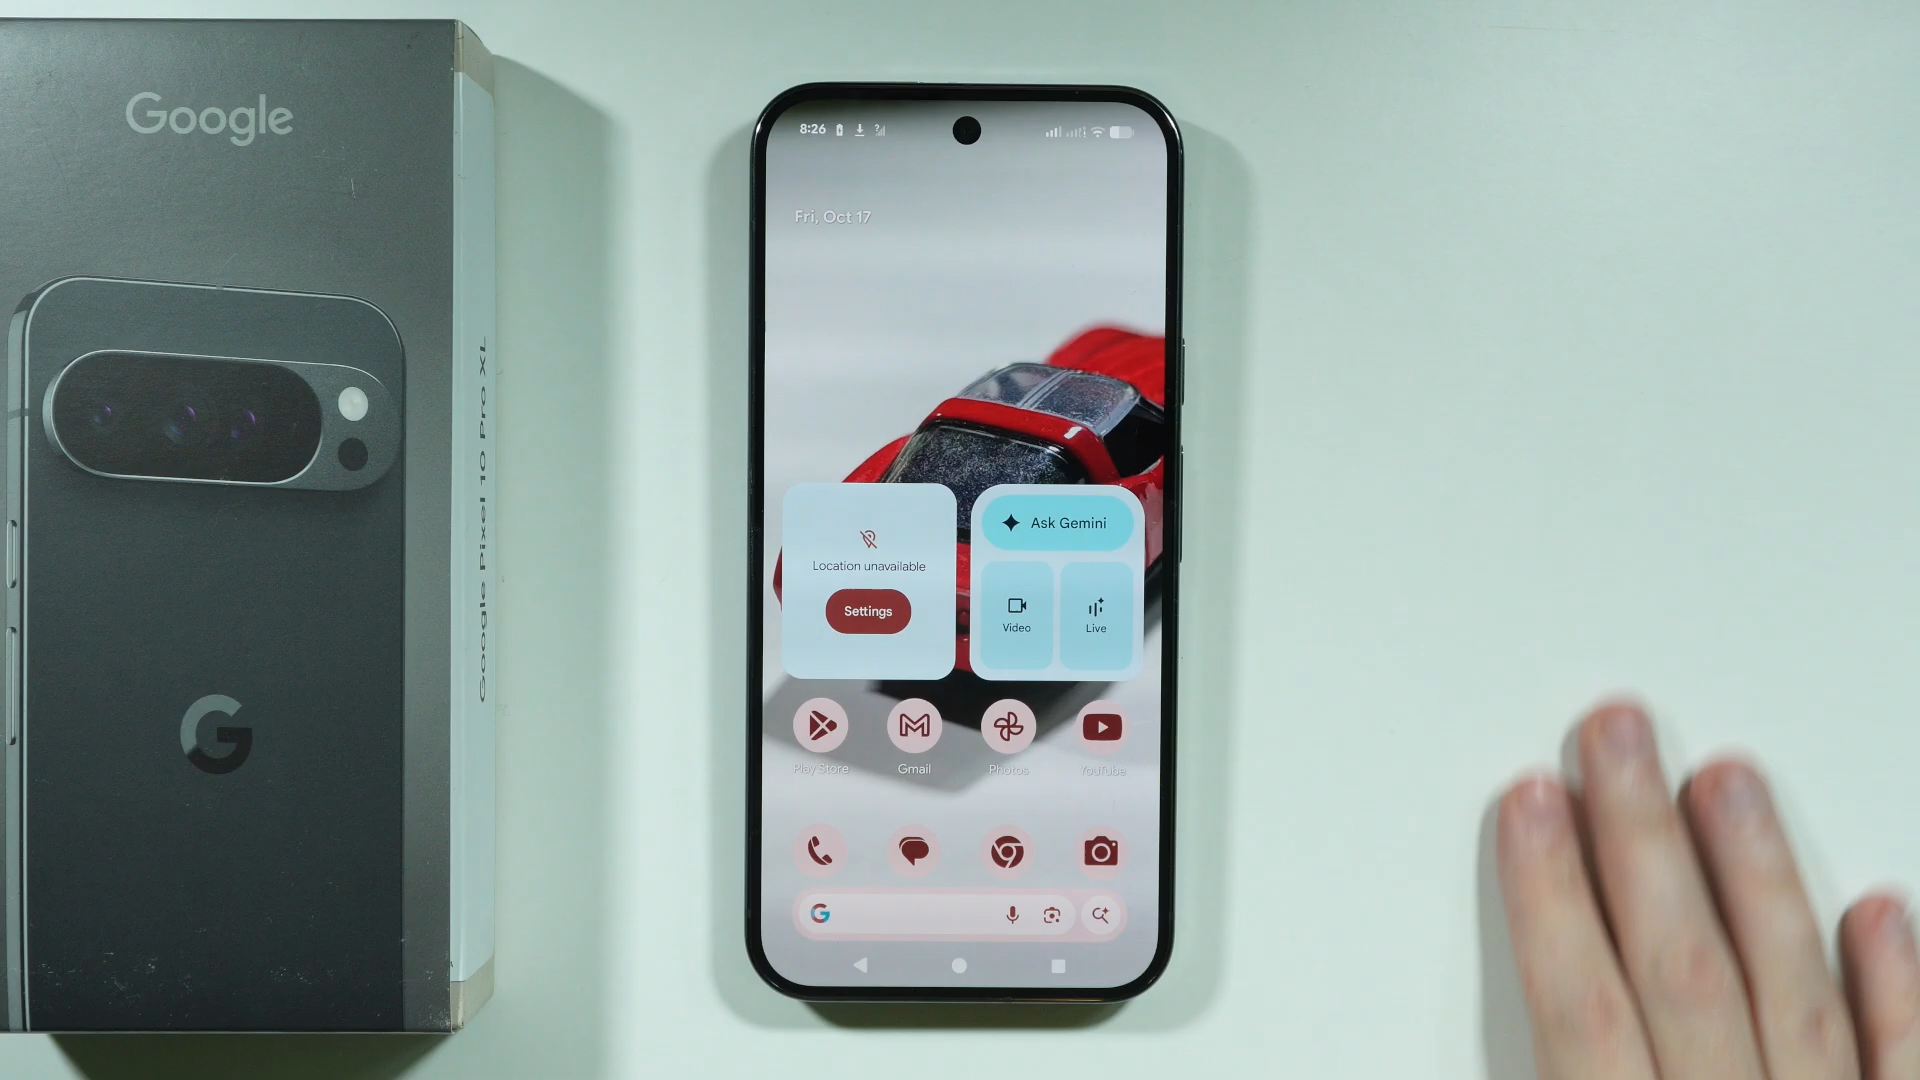 Google
Google Pixel 10 Pro XL
8:26
Fri, Oct 17
Location unavailable
Settings
Ask Gemini
Video
Live
Play Store
Gmail
Photos
YouTube